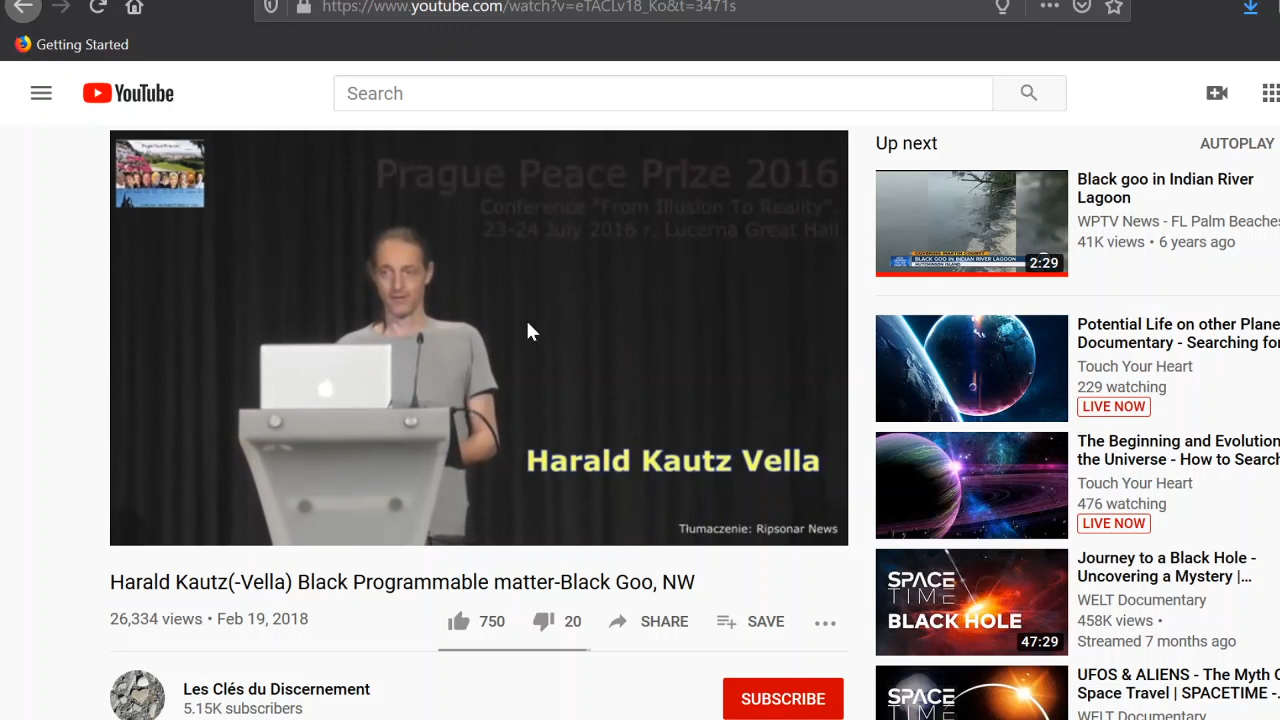 https://www.youtube.com/watch?v=eTACLv18_Ko&t=3471s
Getting Started
YouTube
Search
Prague Peace Prize 2016
Conference "From Illusion To Reality".
23-24 July 2016 r. Lucerna Great Hall
Harald Kautz Vella
Tłumaczenie: Ripsonar News
Harald Kautz(-Vella) Black Programmable matter-Black Goo, NW
26,334 views • Feb 19, 2018
750
20
SHARE
SAVE
Les Clés du Discernement
5.15K subscribers
SUBSCRIBE
Up next
AUTOPLAY
BLACK GOO IN INDIAN RIVER LAGOON
2:29
Black goo in Indian River
Lagoon
WPTV News - FL Palm Beaches
41K views • 6 years ago
Potential Life on other Plane
Documentary - Searching for
Touch Your Heart
229 watching
LIVE NOW
The Beginning and Evolution
the Universe - How to Search
Touch Your Heart
476 watching
LIVE NOW
SPACE
TIME
BLACK HOLE
47:29
Journey to a Black Hole -
Uncovering a Mystery |...
WELT Documentary
458K views •
Streamed 7 months ago
SPACE
UFOS & ALIENS - The Myth O
Space Travel | SPACETIME -
WELT Documentary